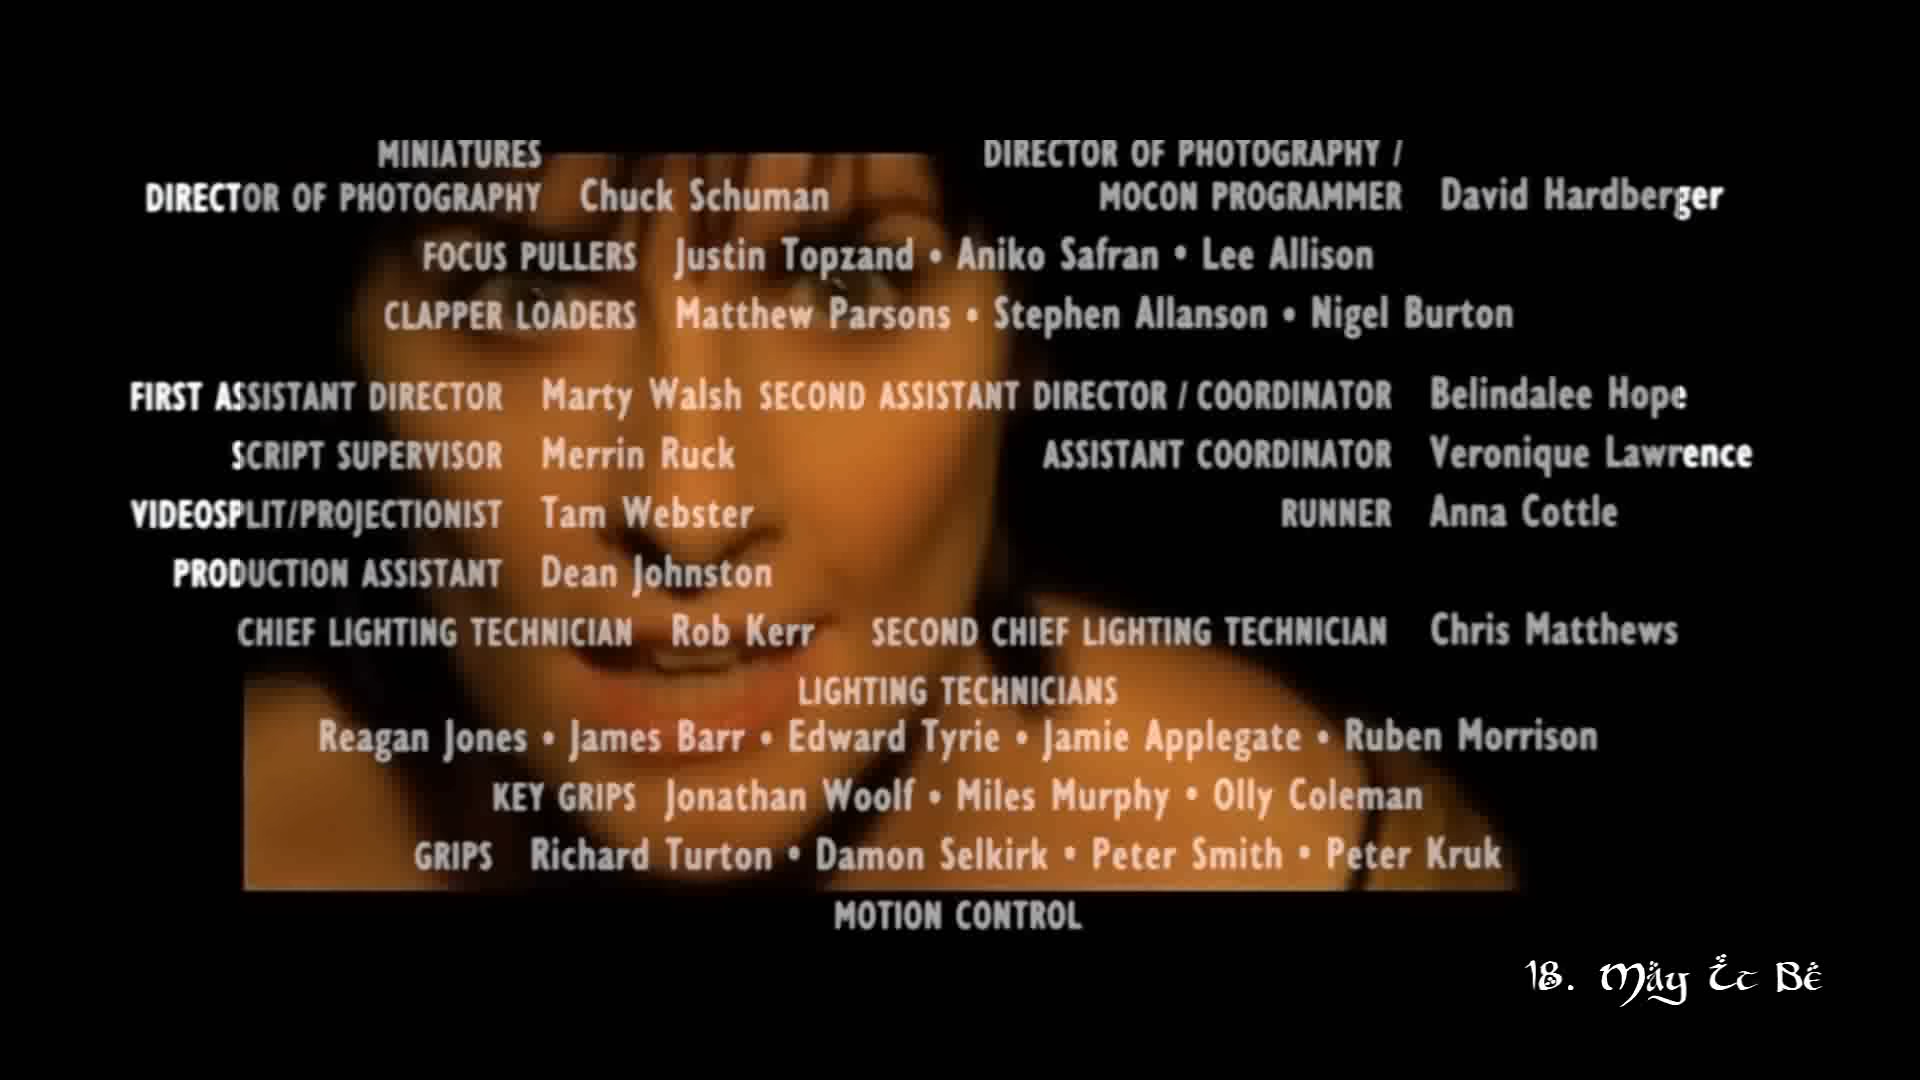 MINIATURES
DIRECTOR OF PHOTOGRAPHY Chuck Schuman
DIRECTOR OF PHOTOGRAPHY /
MOCON PROGRAMMER David Hardberger
FOCUS PULLERS Justin Topzand • Aniko Safran • Lee Allison
CLAPPER LOADERS Matthew Parsons • Stephen Allanson • Nigel Burton
FIRST ASSISTANT DIRECTOR Marty Walsh SECOND ASSISTANT DIRECTOR / COORDINATOR Belindalee Hope
SCRIPT SUPERVISOR Merrin Ruck ASSISTANT COORDINATOR Veronique Lawrence
VIDEOSPLIT/PROJECTIONIST Tam Webster RUNNER Anna Cottle
PRODUCTION ASSISTANT Dean Johnston
CHIEF LIGHTING TECHNICIAN Rob Kerr SECOND CHIEF LIGHTING TECHNICIAN Chris Matthews
LIGHTING TECHNICIANS
Reagan Jones • James Barr • Edward Tyrie • Jamie Applegate • Ruben Morrison
KEY GRIPS Jonathan Woolf • Miles Murphy • Olly Coleman
GRIPS Richard Turton • Damon Selkirk • Peter Smith • Peter Kruk
MOTION CONTROL
18. May It Be